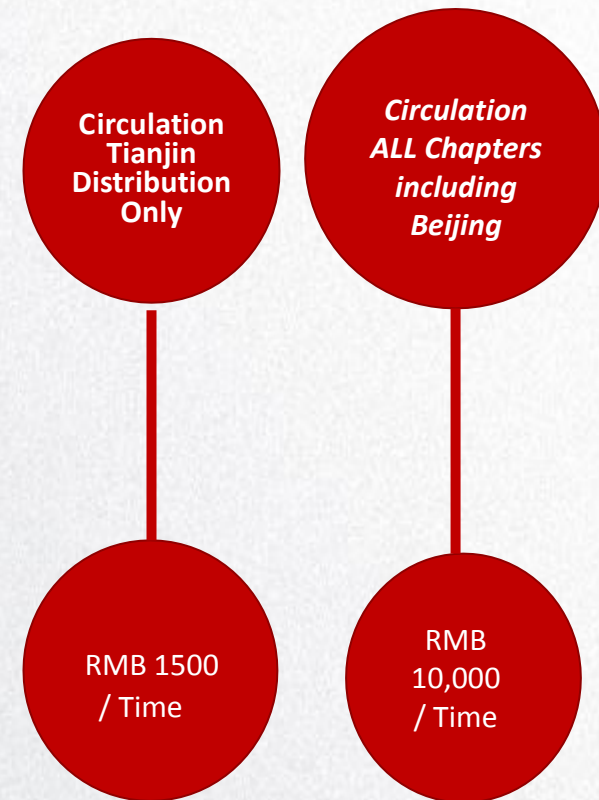 Circulation
Tianjin
Distribution
Only
Circulation
ALL Chapters
including
Beijing
RMB 1500
/ Time
RMB
10,000
/ Time